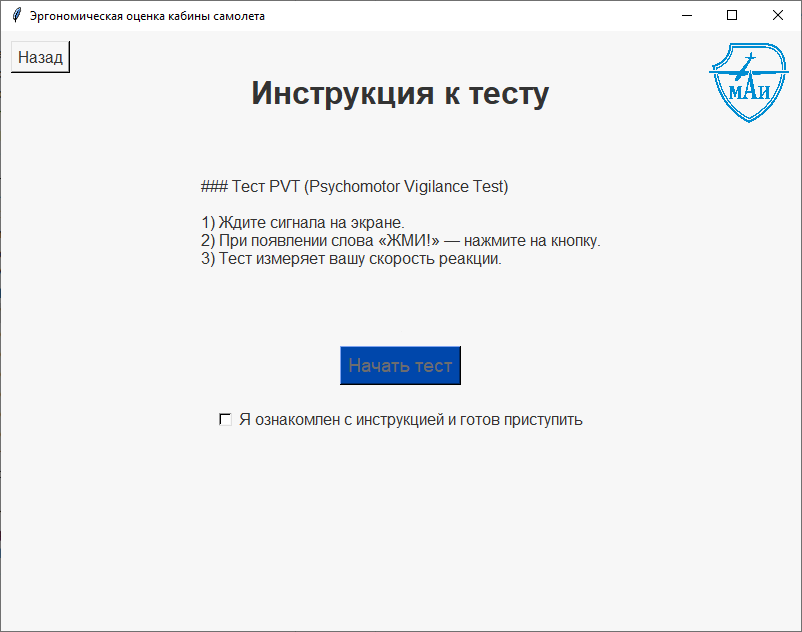 Эргономическая оценка кабины самолета
Назад
МАИ
Инструкция к тесту
### Тест PVT (Psychomotor Vigilance Test)
1) Ждите сигнала на экране.
2) При появлении слова «ЖМИ!» — нажмите на кнопку.
3) Тест измеряет вашу скорость реакции.
Начать тест
Я ознакомлен с инструкцией и готов приступить